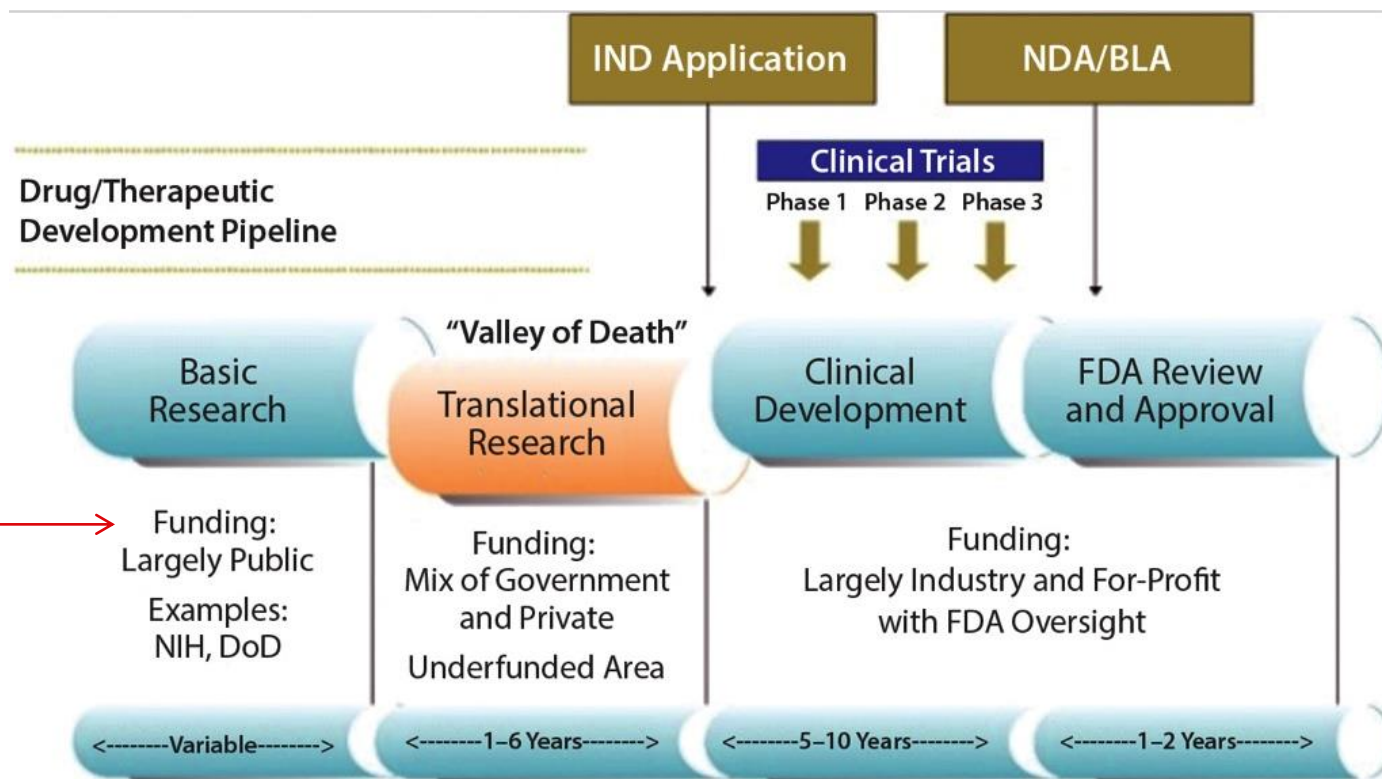 IND Application
NDA/BLA
Clinical Trials
Phase 1 Phase 2 Phase 3
Drug/Therapeutic
Development Pipeline
“Valley of Death”
Basic
Research
Translational
Research
Clinical
Development
FDA Review
and Approval
Funding:
Largely Public
Examples:
NIH, DoD
Funding:
Mix of Government
and Private
Underfunded Area
Funding:
Largely Industry and For-Profit
with FDA Oversight
<--------Variable-------->
<--------1–6 Years-------->
<--------5–10 Years-------->
<--------1–2 Years-------->